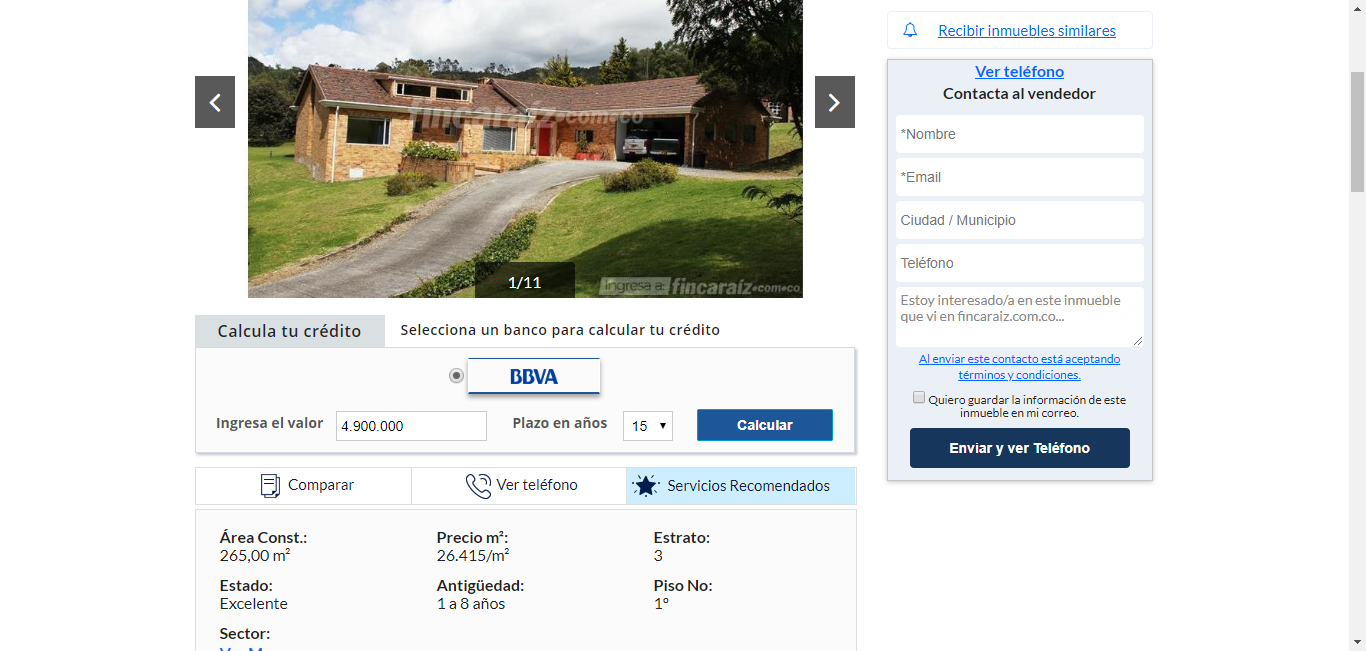 fincaraíz.com.co
1/11
Ingresa a: fincaraíz.com.co
Recibir inmuebles similares
Ver teléfono
Contacta al vendedor
*Nombre
*Email
Ciudad / Municipio
Teléfono
Estoy interesado/a en este inmueble
que vi en fincaraiz.com.co...
Al enviar este contacto está aceptando
términos y condiciones.
Quiero guardar la información de este
inmueble en mi correo.
Enviar y ver Teléfono
Calcula tu crédito
Selecciona un banco para calcular tu crédito
BBVA
Ingresa el valor
4.900.000
Plazo en años
15
Calcular
Comparar
Ver teléfono
Servicios Recomendados
Área Const.:
265,00 m²
Precio m²:
26.415/m²
Estrato:
3
Estado:
Excelente
Antigüedad:
1 a 8 años
Piso No:
1°
Sector: